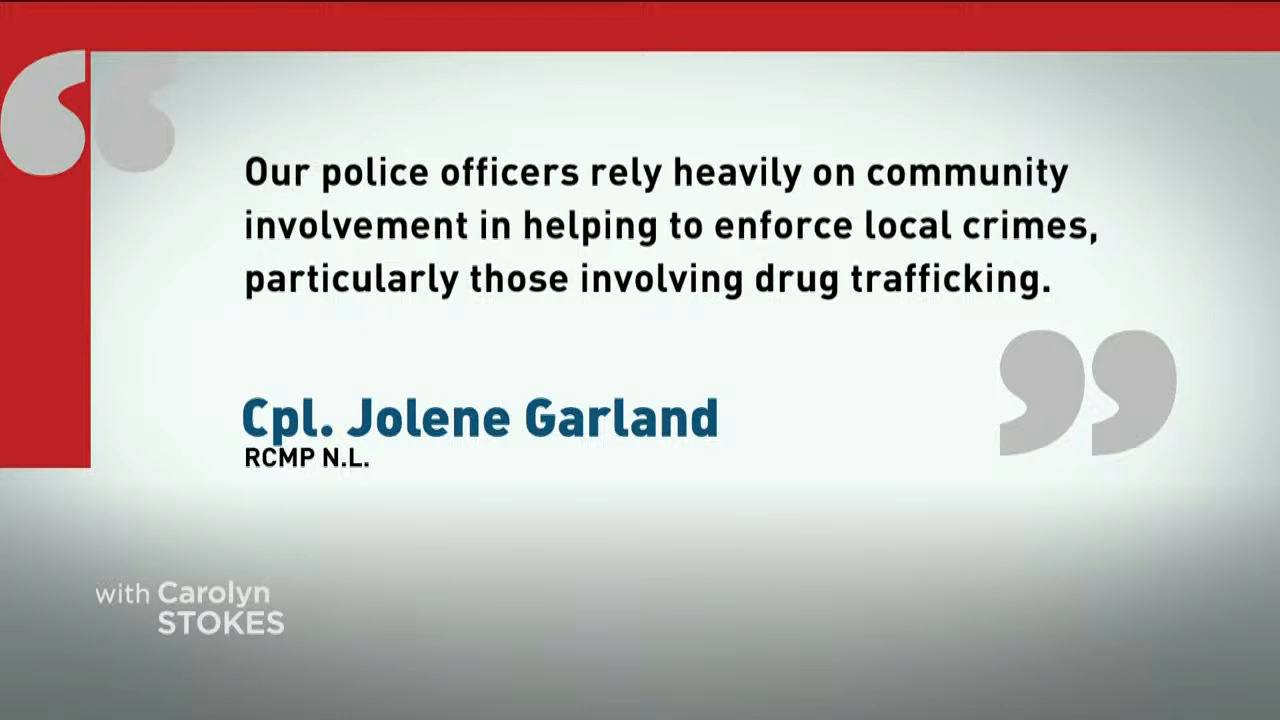 Our police officers rely heavily on community
involvement in helping to enforce local crimes,
particularly those involving drug trafficking.
Cpl. Jolene Garland
RCMP N.L.
with Carolyn
STOKES